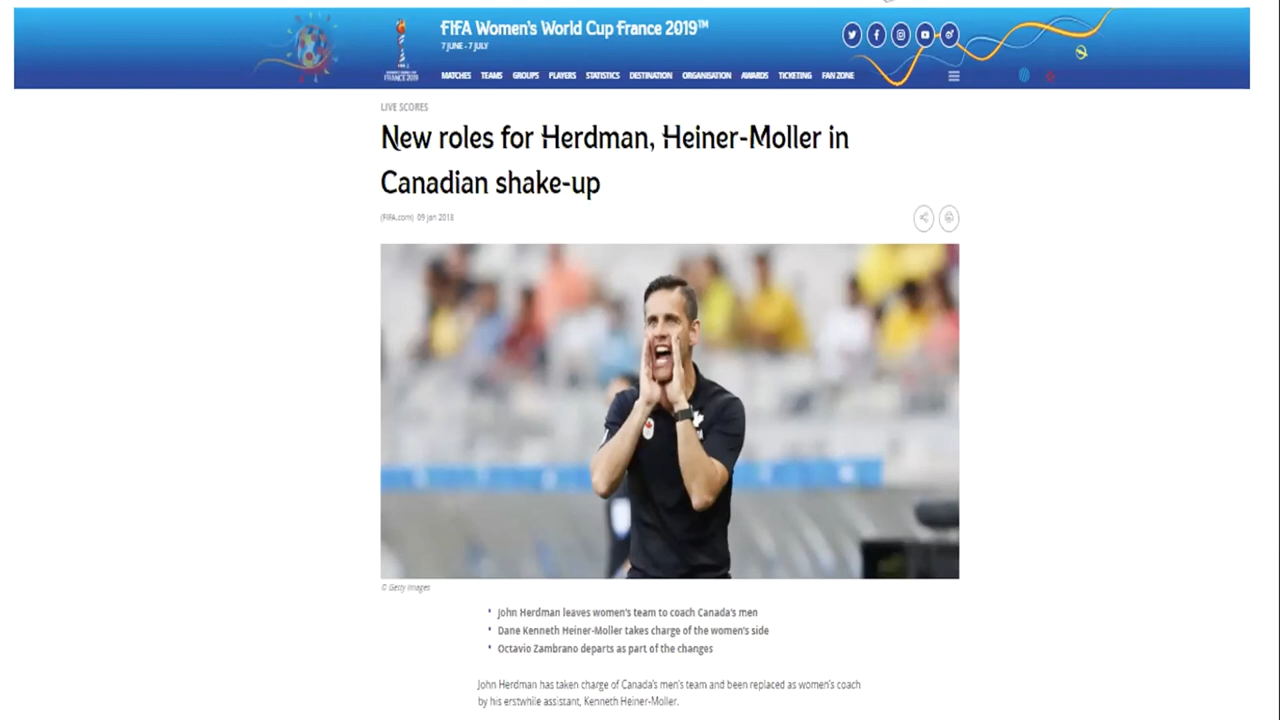 FIFA Women's World Cup France 2019™
7 JUNE - 7 JULY
FRANCE 2019
MATCHES TEAMS GROUPS PLAYERS STATISTICS DESTINATION ORGANISATION AWARDS TICKETING FAN ZONE
LIVE SCORES
New roles for Herdman, Heiner-Moller in
Canadian shake-up
(FIFA.com) 09 Jan 2018
© Getty Images
• John Herdman leaves women's team to coach Canada's men
• Dane Kenneth Heiner-Moller takes charge of the women's side
• Octavio Zambrano departs as part of the changes
John Herdman has taken charge of Canada's men's team and been replaced as women's coach
by his erstwhile assistant, Kenneth Heiner-Moller.